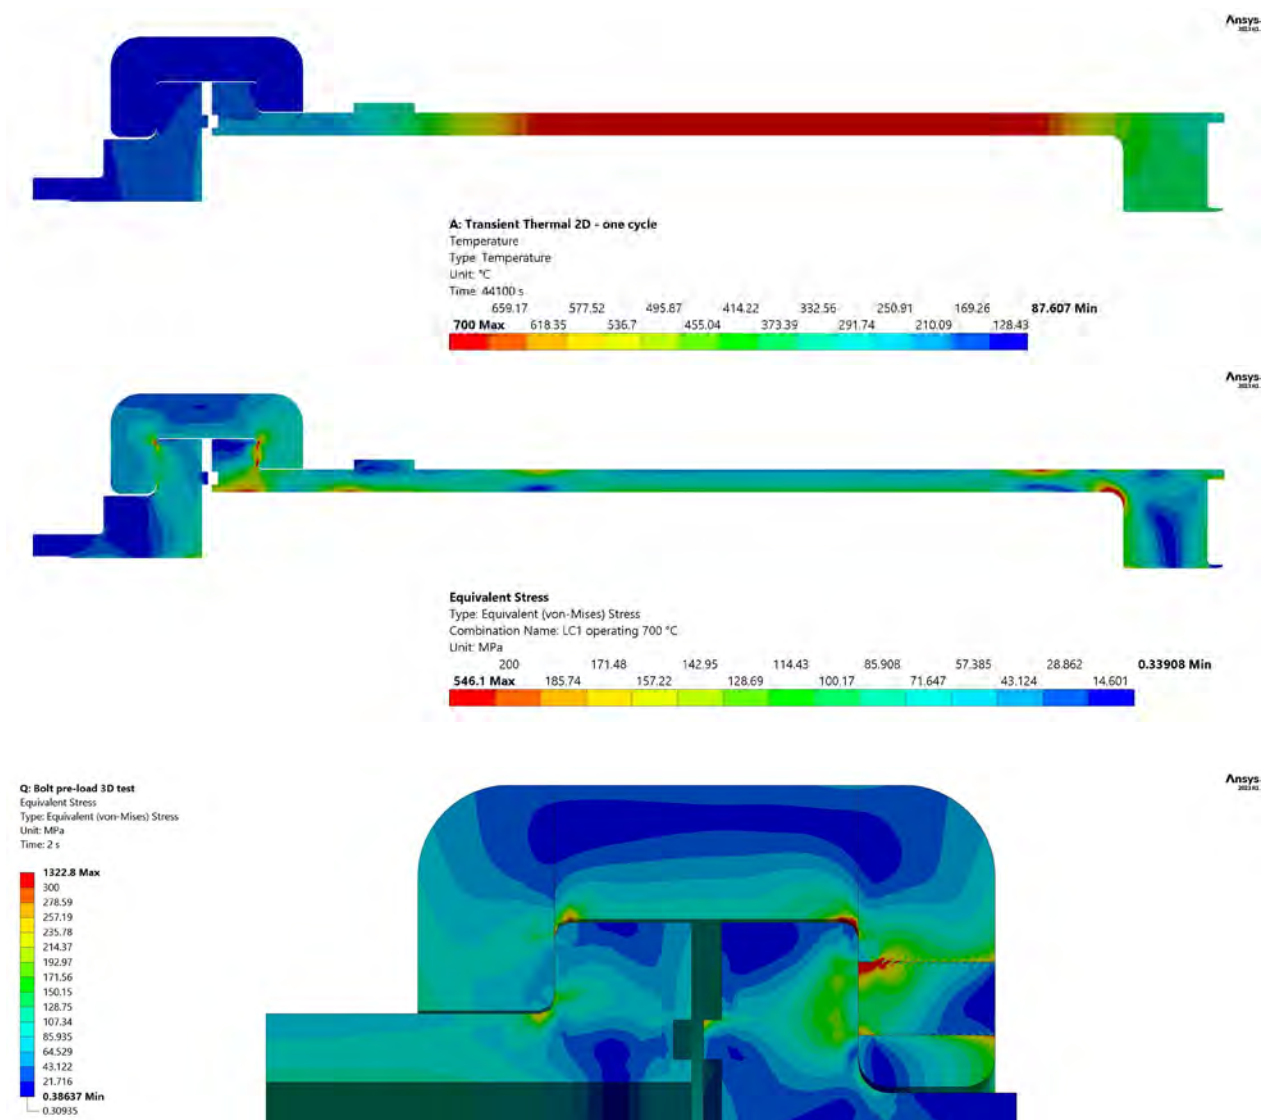 Ansys
A: Transient Thermal 2D - one cycle
Temperature
Type: Temperature
Unit: °C
Time: 44100 s
659.17 577.52 495.87 414.22 332.56 250.91 169.26 87.607 Min
700 Max 618.35 536.7 455.04 373.39 291.74 210.09 128.43
Ansys
Equivalent Stress
Type: Equivalent (von-Mises) Stress
Combination Name: LC1 operating 700 °C
Unit: MPa
200 171.48 142.95 114.43 85.908 57.385 28.862 0.33908 Min
546.1 Max 185.74 157.22 128.69 100.17 71.647 43.124 14.601
Ansys
Q: Bolt pre-load 3D test
Equivalent Stress
Type: Equivalent (von-Mises) Stress
Unit: MPa
Time: 2 s
1322.8 Max
300
278.59
257.19
235.78
214.37
192.97
171.56
150.15
128.75
107.34
85.935
64.529
43.122
21.716
0.38637 Min
0.30935